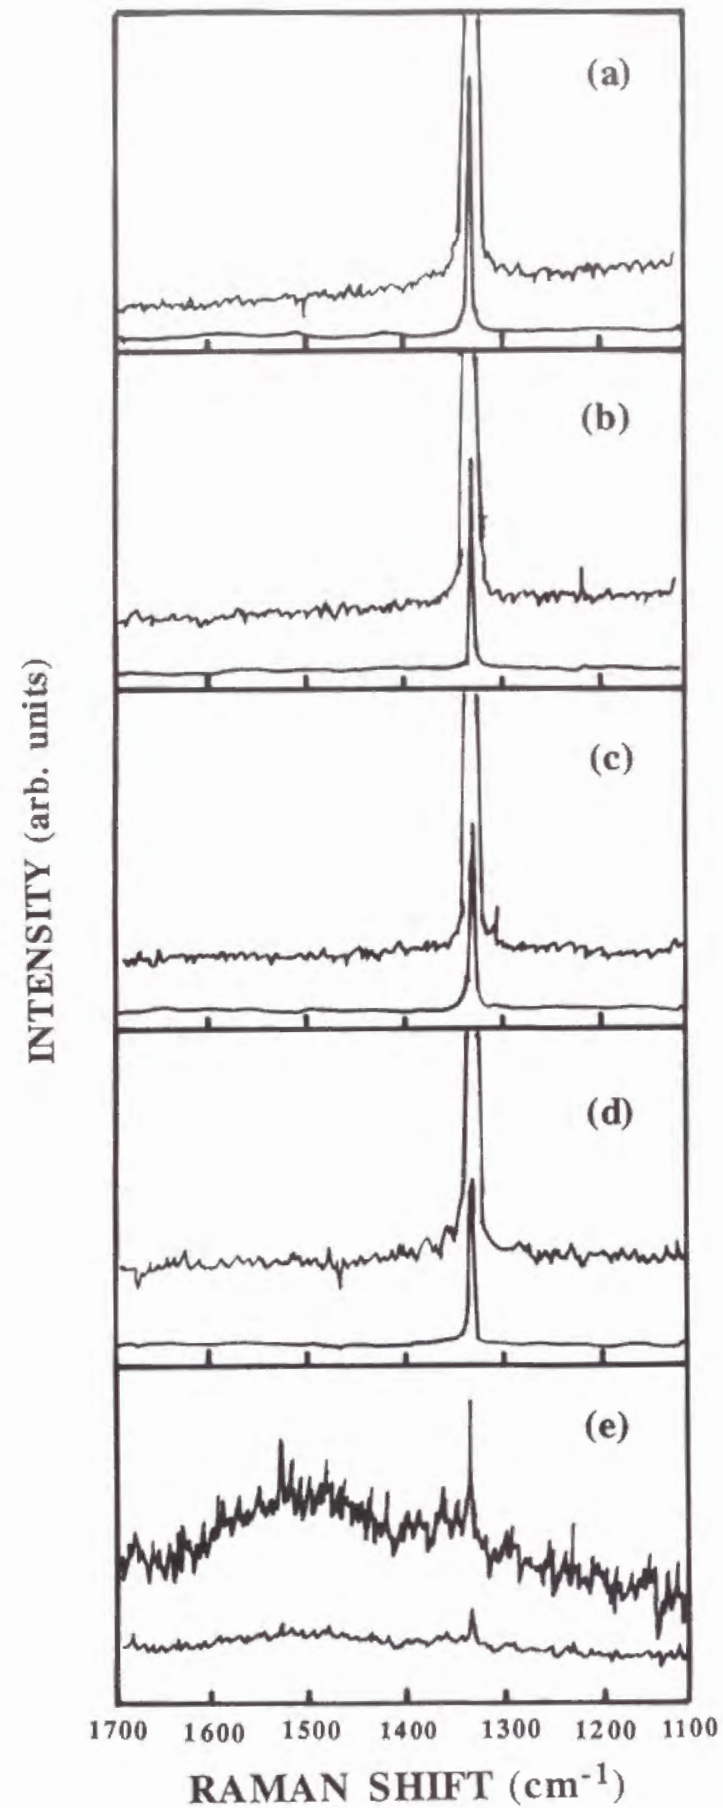 (a)
(b)
(c)
(d)
(e)
INTENSITY (arb. units)
1700 1600 1500 1400 1300 1200 1100
RAMAN SHIFT (cm-1)